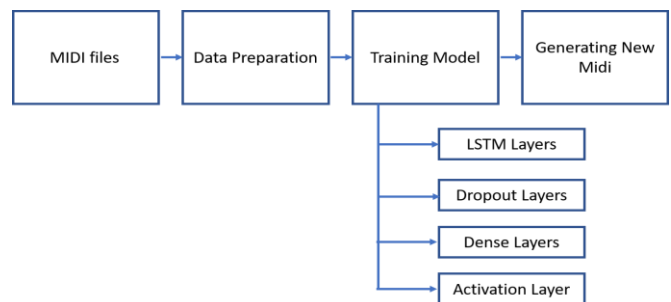 MIDI files
Data Preparation
Training Model
Generating New
Midi
LSTM Layers
Dropout Layers
Dense Layers
Activation Layer